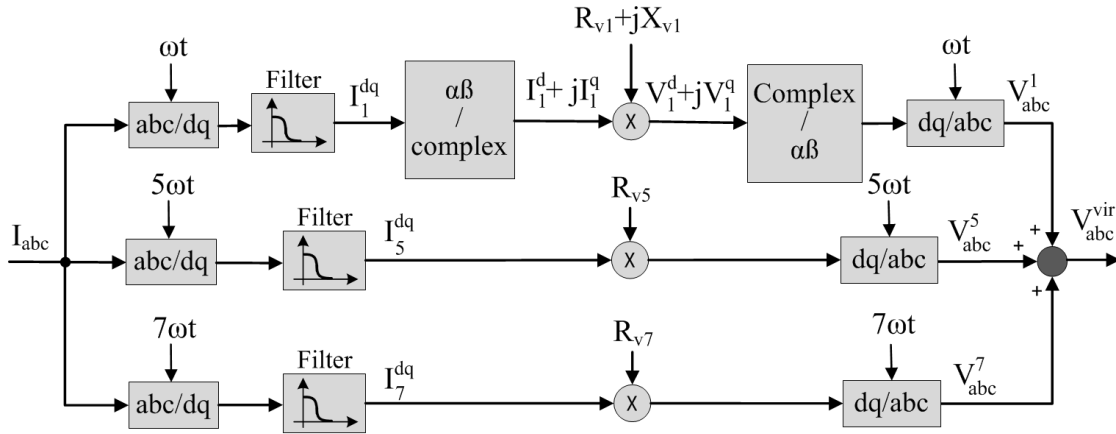 R_v1+jX_v1
ωt
ωt
Filter
I_1^dq
αß
/
complex
I_1^d+ jI_1^q
V_1^d+jV_1^q
Complex
/
αß
V_abc^1
abc/dq
X
dq/abc
5ωt
Filter
I_5^dq
R_v5
5ωt
I_abc
V_abc^5
V_abc^vir
+
+
abc/dq
X
dq/abc
+
7ωt
Filter
I_7^dq
R_v7
7ωt
V_abc^7
abc/dq
X
dq/abc